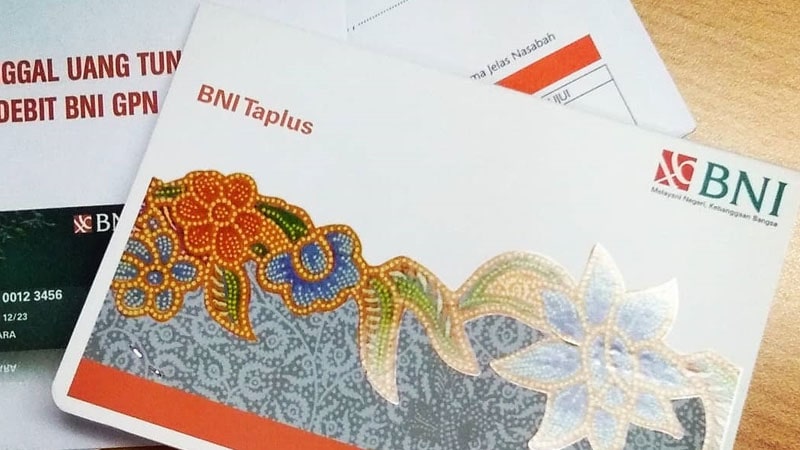 GGAL UANG TUN
DEBIT BNI GPN
BNI
0012 3456
12/23
ARA
ma Jelas Nasabah
BNI Taplus
BNI
Melayani Negeri, Kebanggaan Bangsa